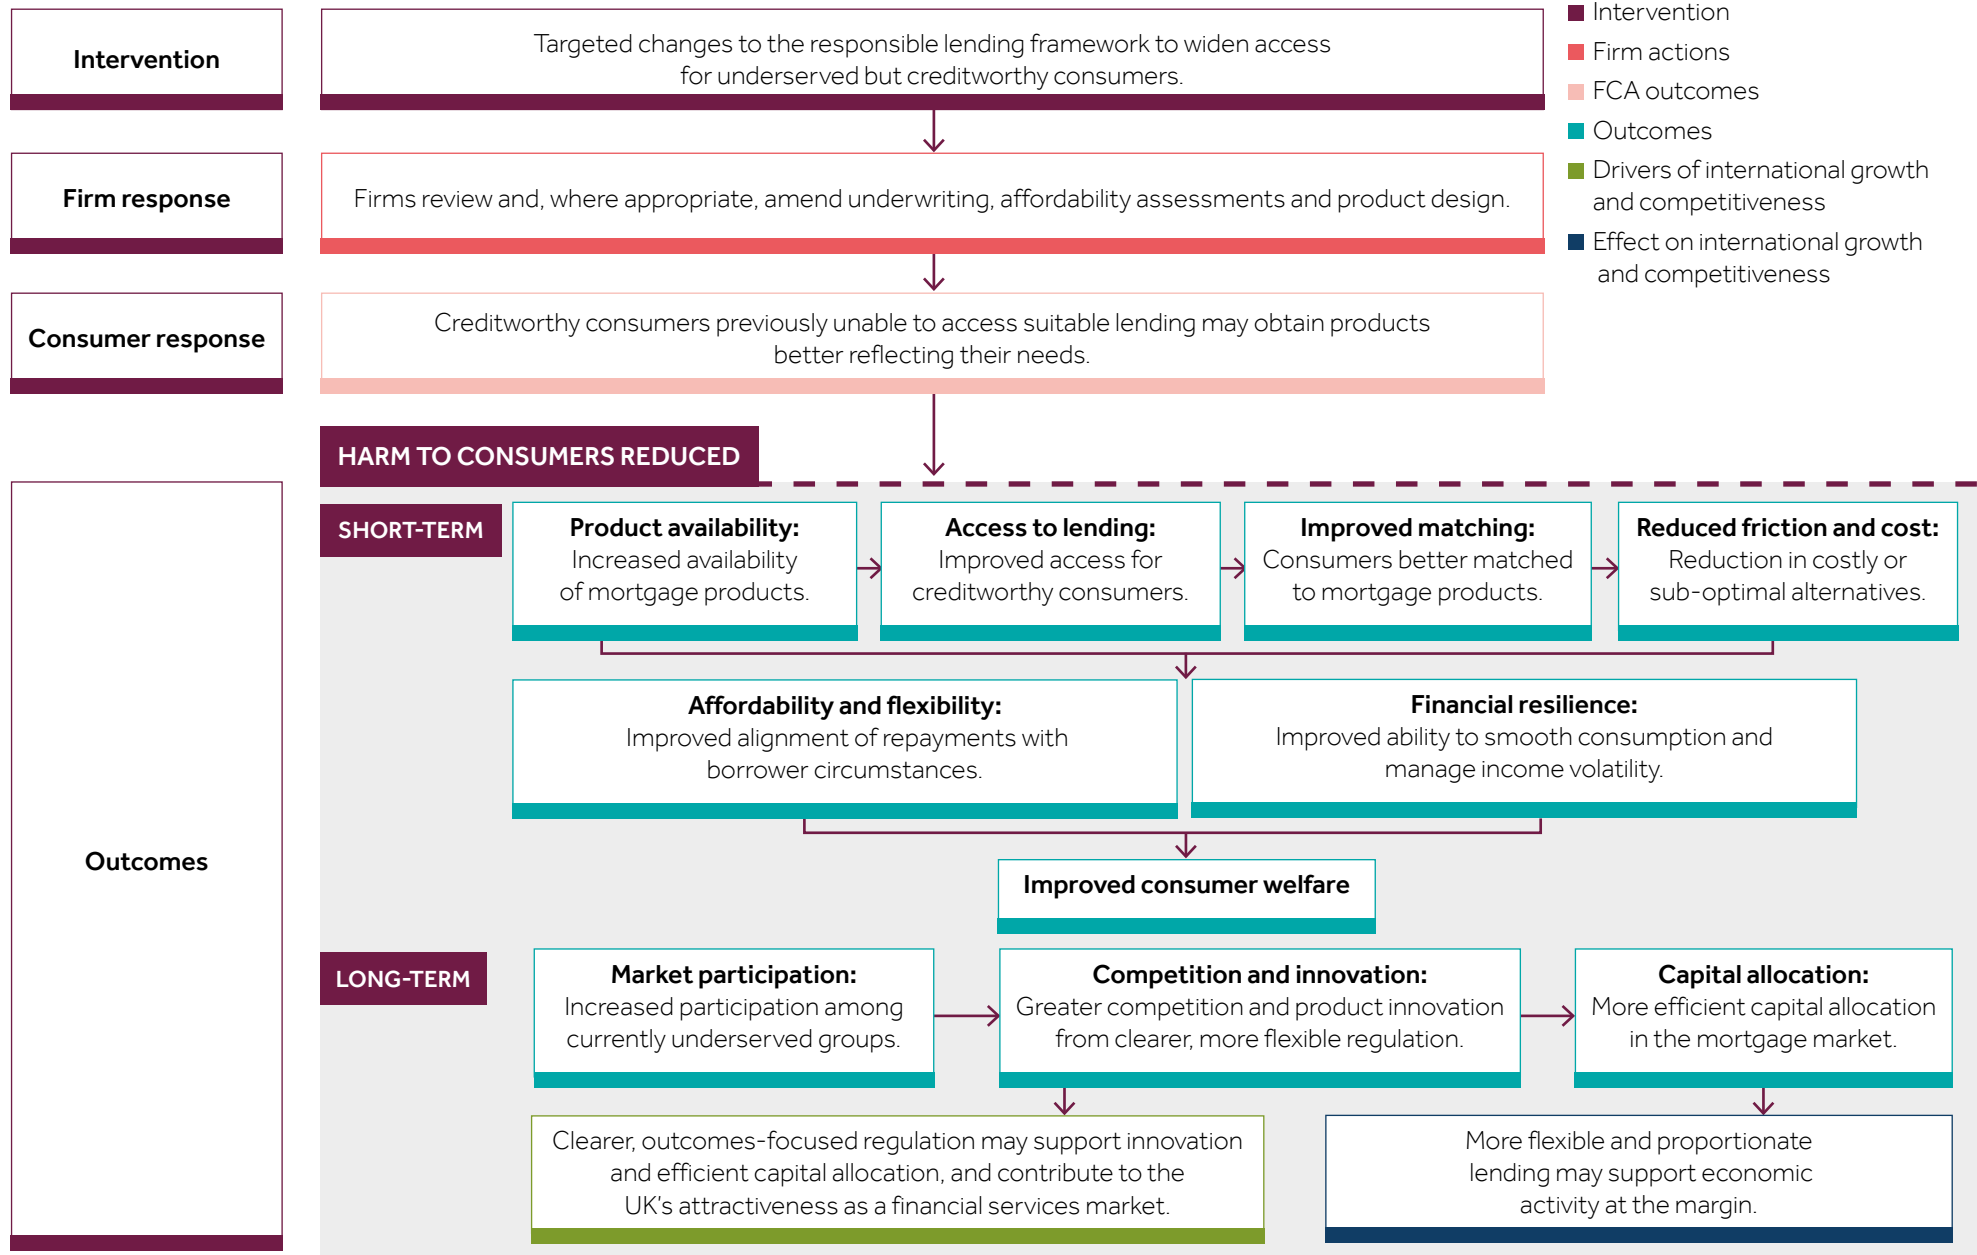 Intervention
Targeted changes to the responsible lending framework to widen access
for underserved but creditworthy consumers.
Intervention
Firm actions
FCA outcomes
Outcomes
Drivers of international growth
and competitiveness
Effect on international growth
and competitiveness
Firm response
Firms review and, where appropriate, amend underwriting, affordability assessments and product design.
Consumer response
Creditworthy consumers previously unable to access suitable lending may obtain products
better reflecting their needs.
HARM TO CONSUMERS REDUCED
Outcomes
SHORT-TERM
Product availability:
Increased availability
of mortgage products.
Access to lending:
Improved access for
creditworthy consumers.
Improved matching:
Consumers better matched
to mortgage products.
Reduced friction and cost:
Reduction in costly or
sub-optimal alternatives.
Affordability and flexibility:
Improved alignment of repayments with
borrower circumstances.
Financial resilience:
Improved ability to smooth consumption and
manage income volatility.
Improved consumer welfare
LONG-TERM
Market participation:
Increased participation among
currently underserved groups.
Competition and innovation:
Greater competition and product innovation
from clearer, more flexible regulation.
Capital allocation:
More efficient capital allocation
in the mortgage market.
Clearer, outcomes-focused regulation may support innovation
and efficient capital allocation, and contribute to the
UK's attractiveness as a financial services market.
More flexible and proportionate
lending may support economic
activity at the margin.